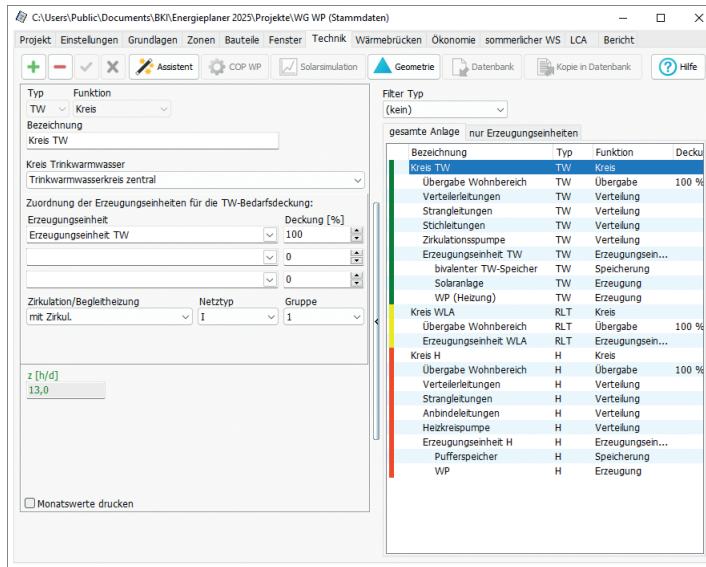 C:\Users\Public\Documents\BKI\Energieplaner 2025\Projekte\WG WP (Stammdaten)
Projekt Einstellungen Grundlagen Zonen Bauteile Fenster Technik Wärmebrücken Ökonomie sommerlicher WS LCA Bericht
Assistent COP WP Solarsimulation Geometrie Datenbank Kopie in Datenbank Hilfe
Typ Funktion
TW Kreis
Bezeichnung
Kreis TW
Kreis Trinkwarmwasser
Trinkwarmwasserkreis zentral
Zuordnung der Erzeugungseinheiten für die TW-Bedarfsdeckung:
Erzeugungseinheit Deckung [%]
Erzeugungseinheit TW 100
0
0
Zirkulation/Begleitheizung Netztyp Gruppe
mit Zirkul. I 1
z [h/d]
13,0
Monatswerte drucken
Filter Typ
(kein)
gesamte Anlage nur Erzeugungseinheiten
Bezeichnung Typ Funktion Decku
Kreis TW TW Kreis
Übergabe Wohnbereich TW Übergabe 100 %
Verteilerleitungen TW Verteilung
Strangleitungen TW Verteilung
Stichleitungen TW Verteilung
Zirkulationsspumpe TW Verteilung
Erzeugungseinheit TW TW Erzeugungsein...
bivalenter TW-Speicher TW Speicherung
Solaranlage TW Erzeugung
WP (Heizung) TW Erzeugung
Kreis WLA RLT Kreis
Übergabe Wohnbereich RLT Übergabe 100 %
Erzeugungseinheit WLA RLT Erzeugungsein...
Kreis H H Kreis
Übergabe Wohnbereich H Übergabe 100 %
Verteilerleitungen H Verteilung
Strangleitungen H Verteilung
Anbindeleitungen H Verteilung
Heizkreispumpe H Verteilung
Erzeugungseinheit H H Erzeugungsein...
Pufferspeicher H Speicherung
WP H Erzeugung